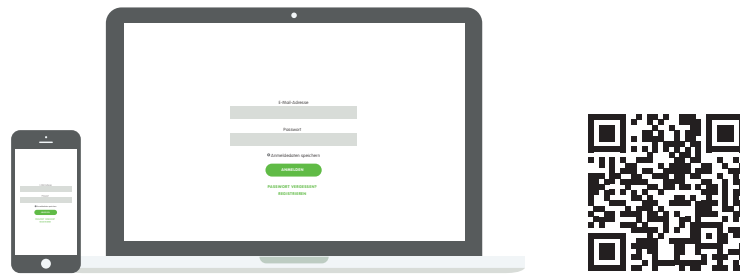 E-Mail-Adresse
Passwort
Anmeldedaten speichern
ANMELDEN
PASSWORT VERGESSEN?
REGISTRIEREN